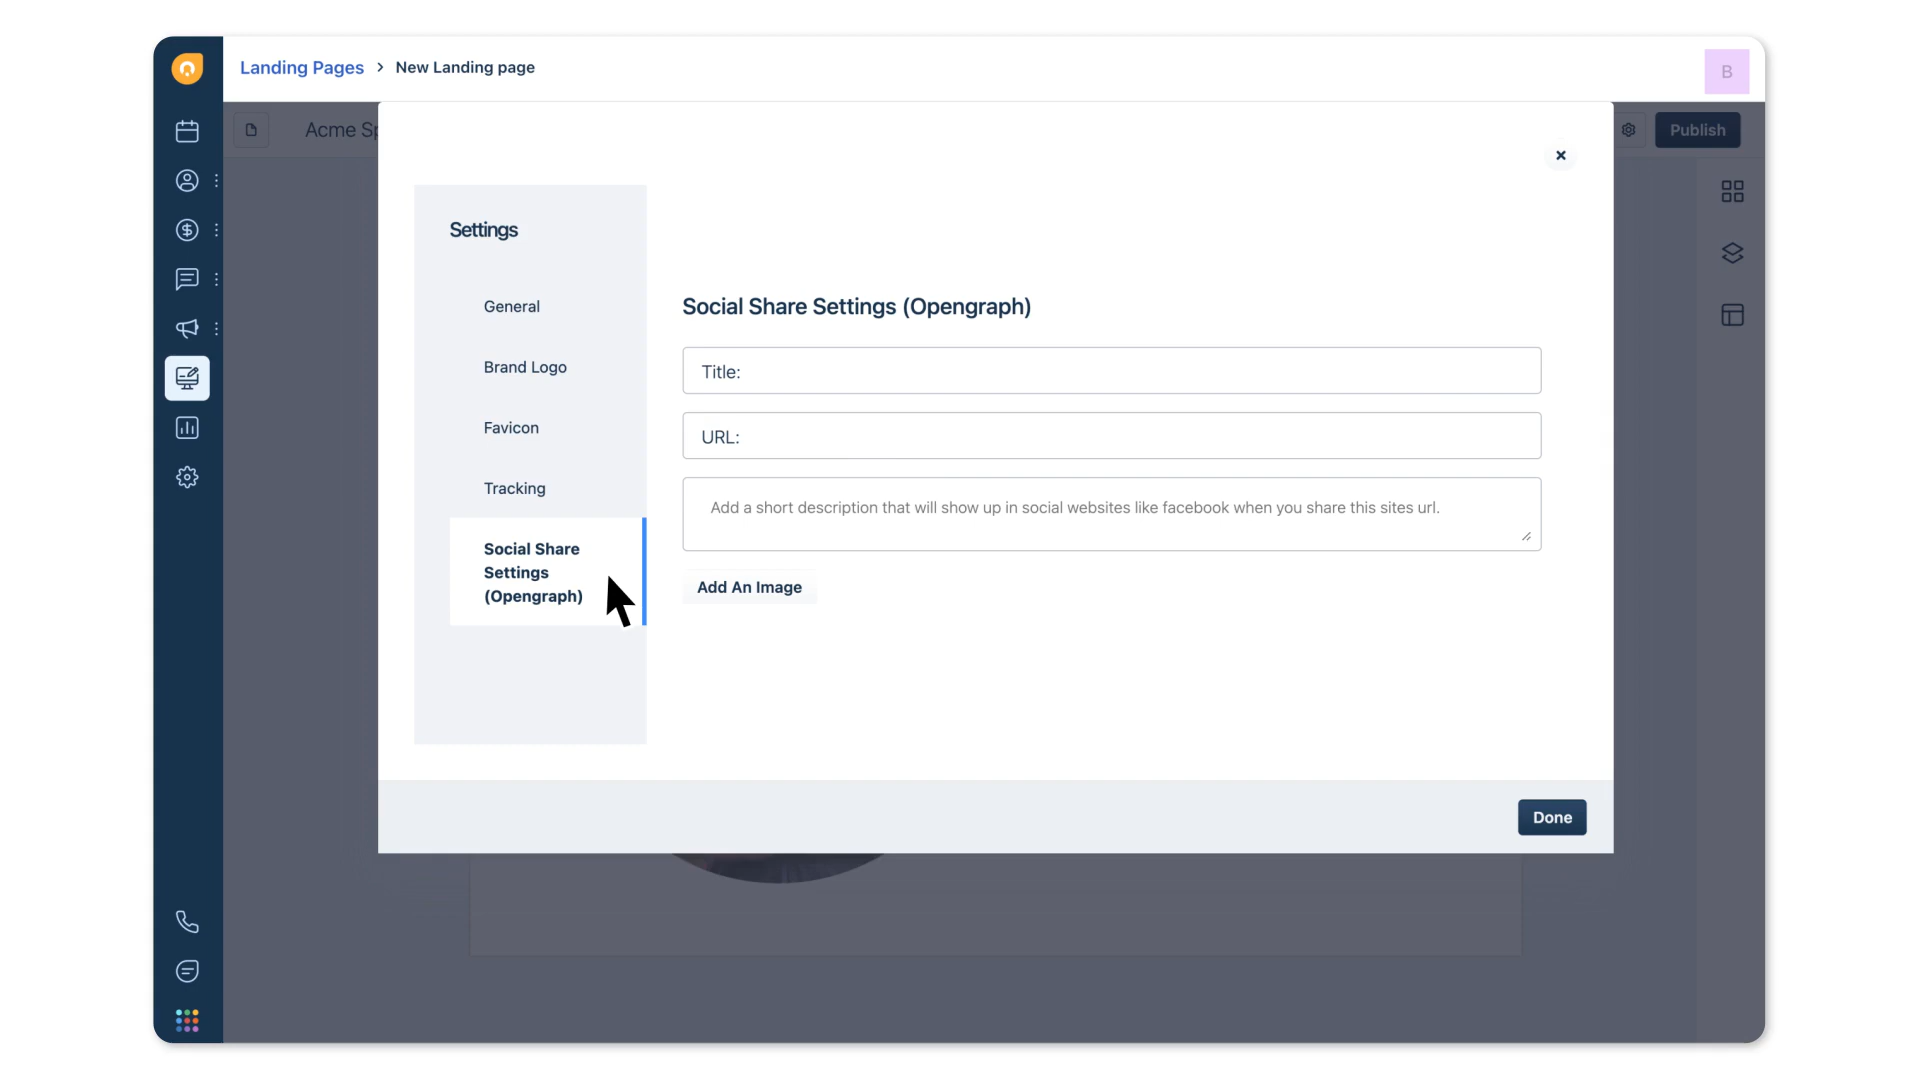 Landing Pages > New Landing page
B
Acme Sp
Publish
Settings
General
Brand Logo
Favicon
Tracking
Social Share
Settings
(Opengraph)
Social Share Settings (Opengraph)
Title:
URL:
Add a short description that will show up in social websites like facebook when you share this sites url.
Add An Image
Done